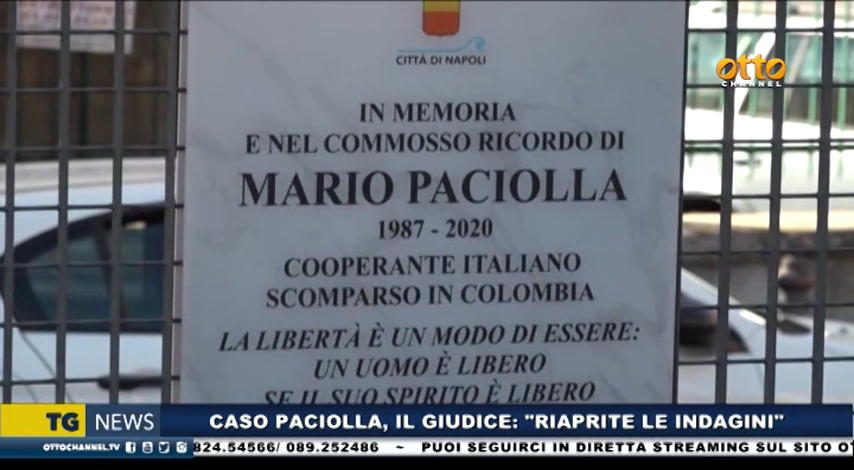 otto
CHANNEL
CITTÀ DI NAPOLI
IN MEMORIA
E NEL COMMOSSO RICORDO DI
MARIO PACIOLLA
1987 - 2020
COOPERANTE ITALIANO
SCOMPARSO IN COLOMBIA
LA LIBERTÀ È UN MODO DI ESSERE:
UN UOMO È LIBERO
SE IL SUO SPIRITO È LIBERO
TG NEWS CASO PACIOLLA, IL GIUDICE: "RIAPRITE LE INDAGINI"
OTTOCHANNEL.TV 824.54566/ 089.252486 ~ PUOI SEGUIRCI IN DIRETTA STREAMING SUL SITO OT